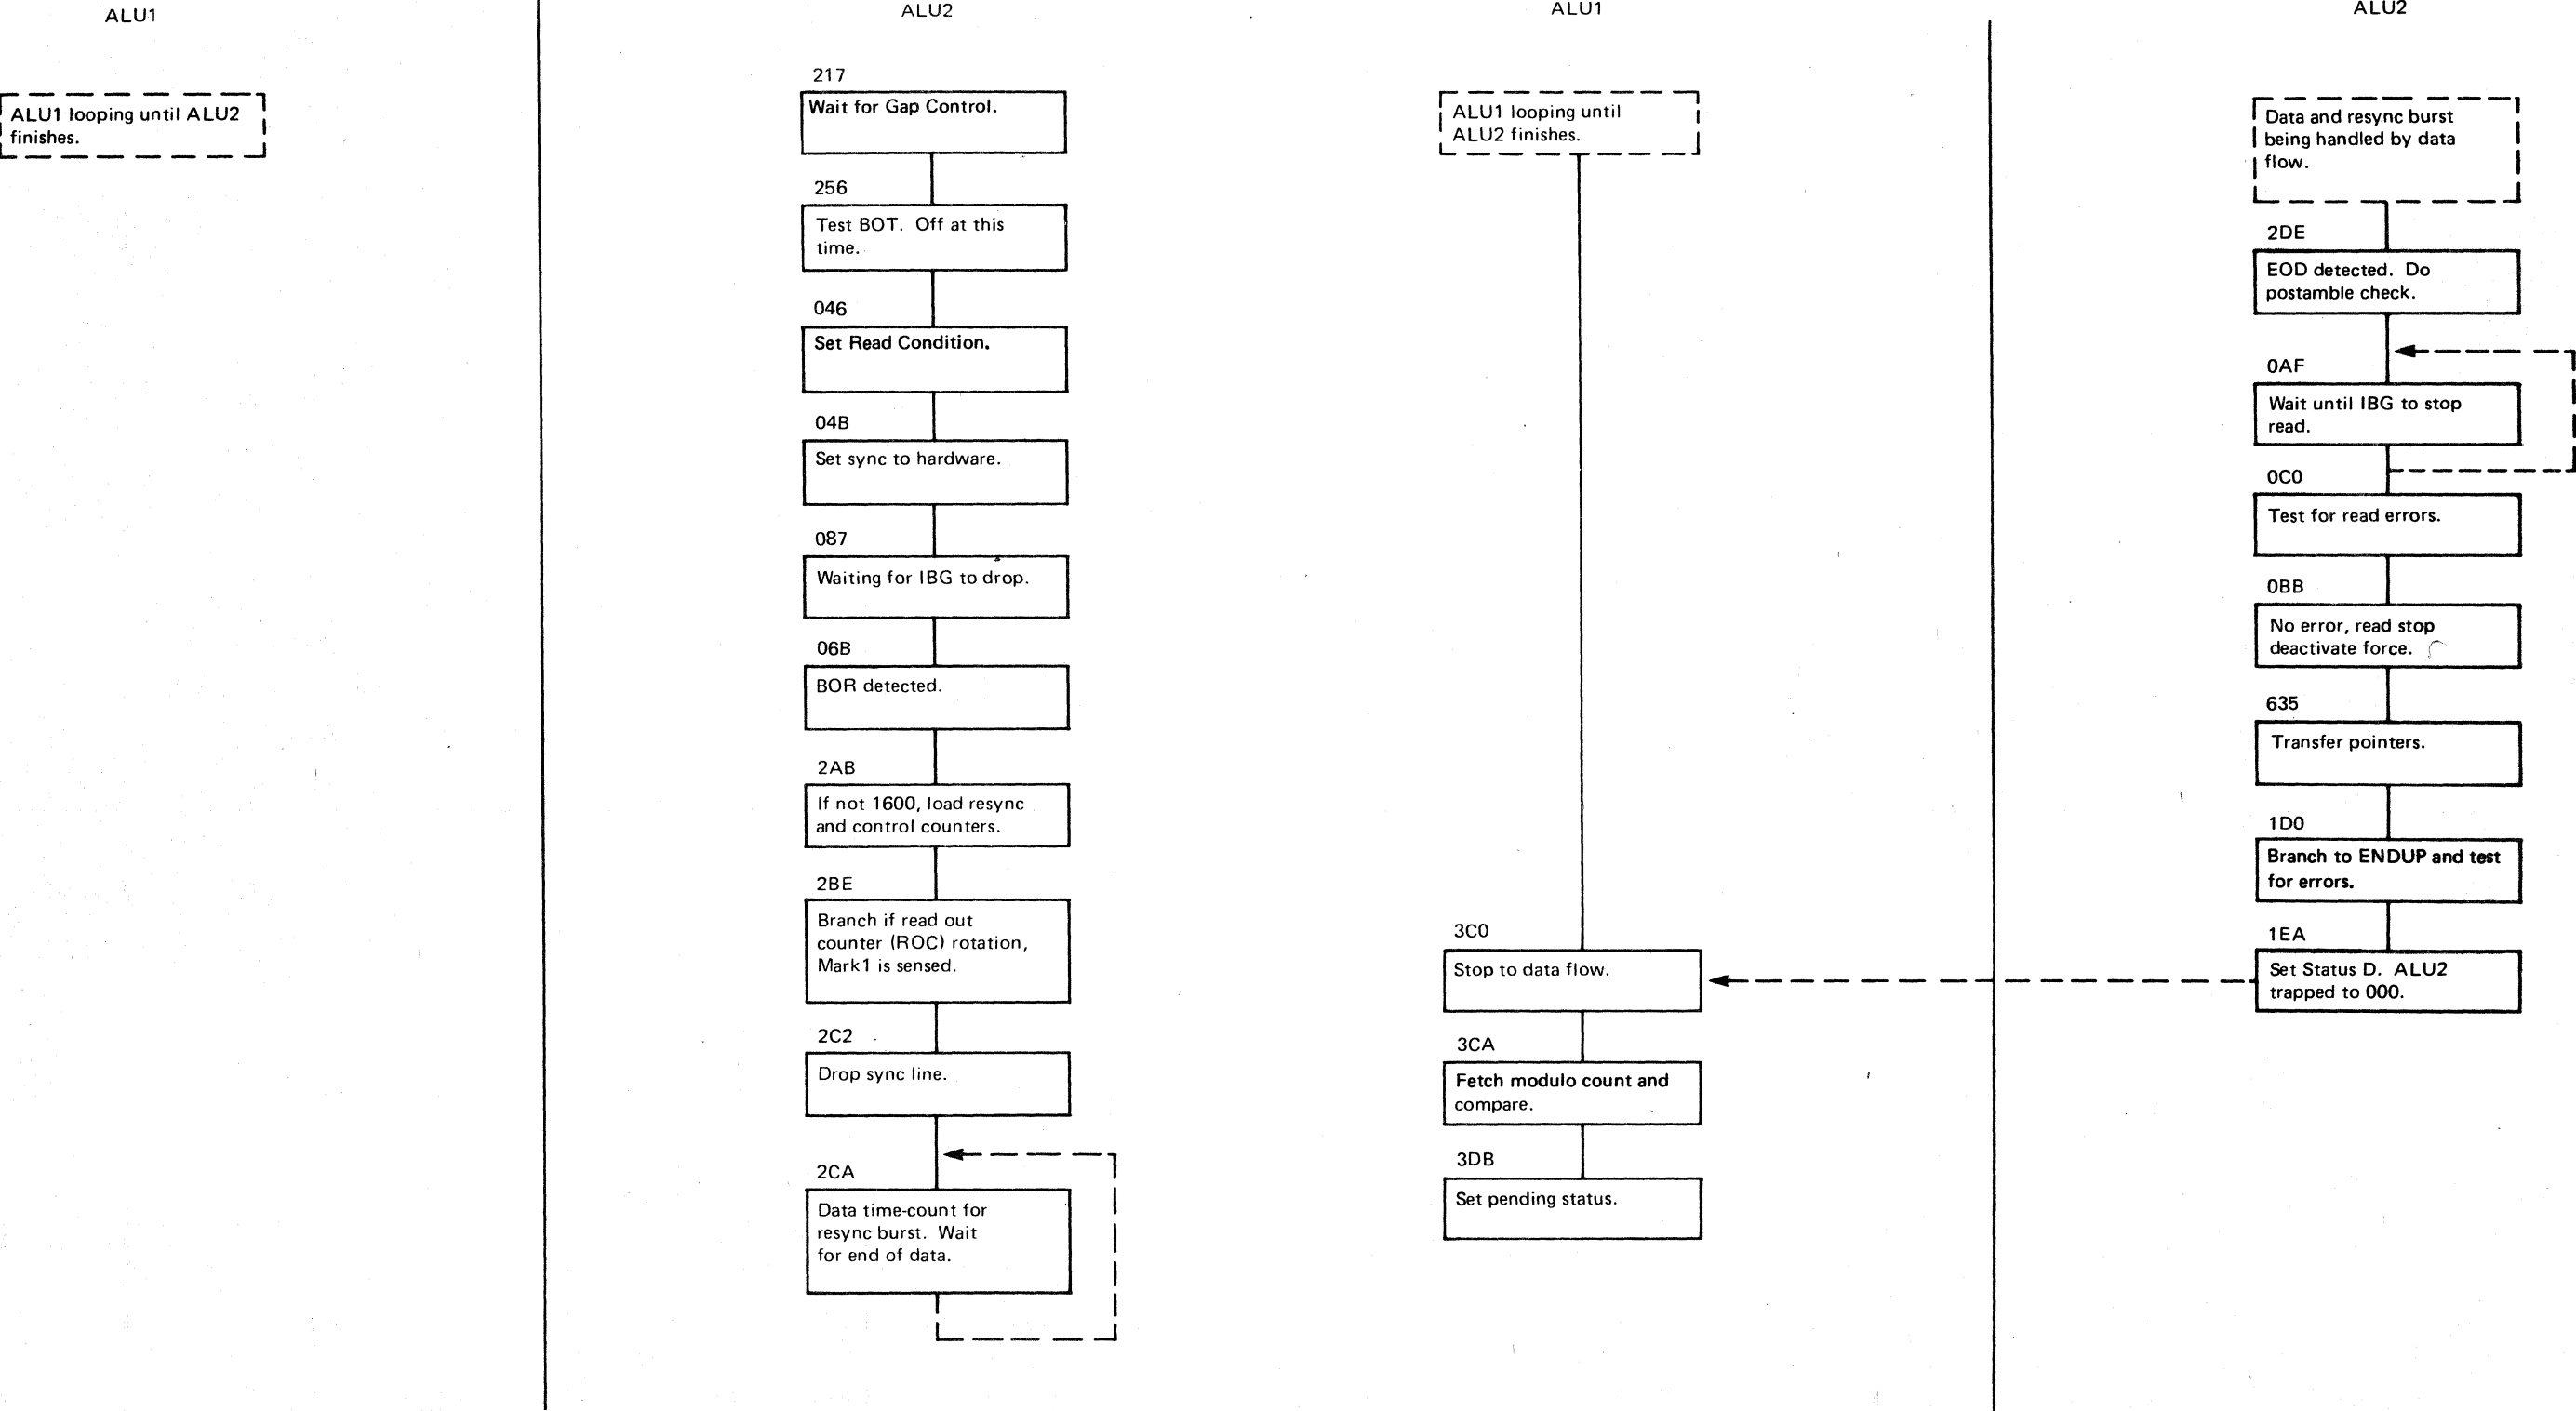 ALU1
ALU1 looping until ALU2
finishes.
ALU2
217
Wait for Gap Control.
256
Test BOT. Off at this
time.
046
Set Read Condition.
04B
Set sync to hardware.
087
Waiting for IBG to drop.
06B
BOR detected.
2AB
If not 1600, load resync
and control counters.
2BE
Branch if read out
counter (ROC) rotation,
Mark1 is sensed.
2C2
Drop sync line.
2CA
Data time-count for
resync burst. Wait
for end of data.
ALU1
ALU1 looping until
ALU2 finishes.
3C0
Stop to data flow.
3CA
Fetch modulo count and
compare.
3DB
Set pending status.
ALU2
Data and resync burst
being handled by data
flow.
2DE
EOD detected. Do
postamble check.
0AF
Wait until IBG to stop
read.
0C0
Test for read errors.
0BB
No error, read stop
deactivate force.
635
Transfer pointers.
1D0
Branch to ENDUP and test
for errors.
1EA
Set Status D. ALU2
trapped to 000.